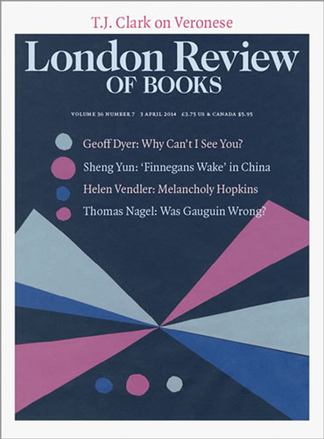 T.J. Clark on Veronese
London Review
OF BOOKS
VOLUME 36 NUMBER 7 3 APRIL 2014 £3.75 US & CANADA $5.95
Geoff Dyer: Why Can't I See You?
Sheng Yun: ‘Finnegans Wake’ in China
Helen Vendler: Melancholy Hopkins
Thomas Nagel: Was Gauguin Wrong?